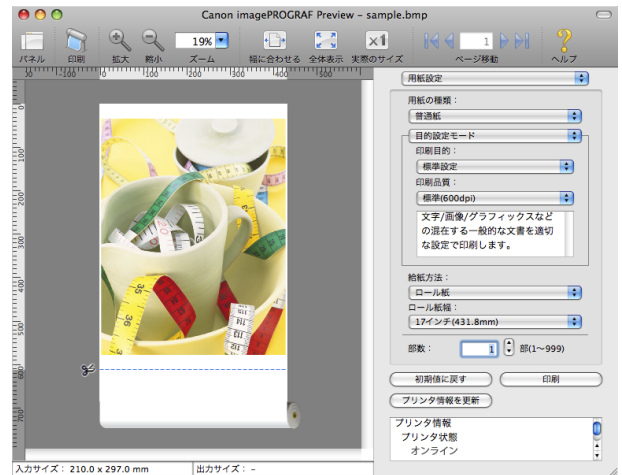 Canon imagePROGRAF Preview – sample.bmp
19%
1
パネル 印刷 拡大 縮小 ズーム 幅に合わせる 全体表示 実際のサイズ ページ移動 ヘルプ
用紙設定
用紙の種類：
普通紙
目的設定モード
印刷目的：
標準設定
印刷品質：
標準(600dpi)
文字/画像/グラフィックスなど
の混在する一般的な文書を適切
な設定で印刷します。
給紙方法：
ロール紙
ロール紙幅：
17インチ(431.8mm)
部数： 1 部(1〜999)
初期値に戻す 印刷
プリンタ情報を更新
プリンタ情報
プリンタ状態
オンライン
入力サイズ： 210.0 x 297.0 mm 出力サイズ： –